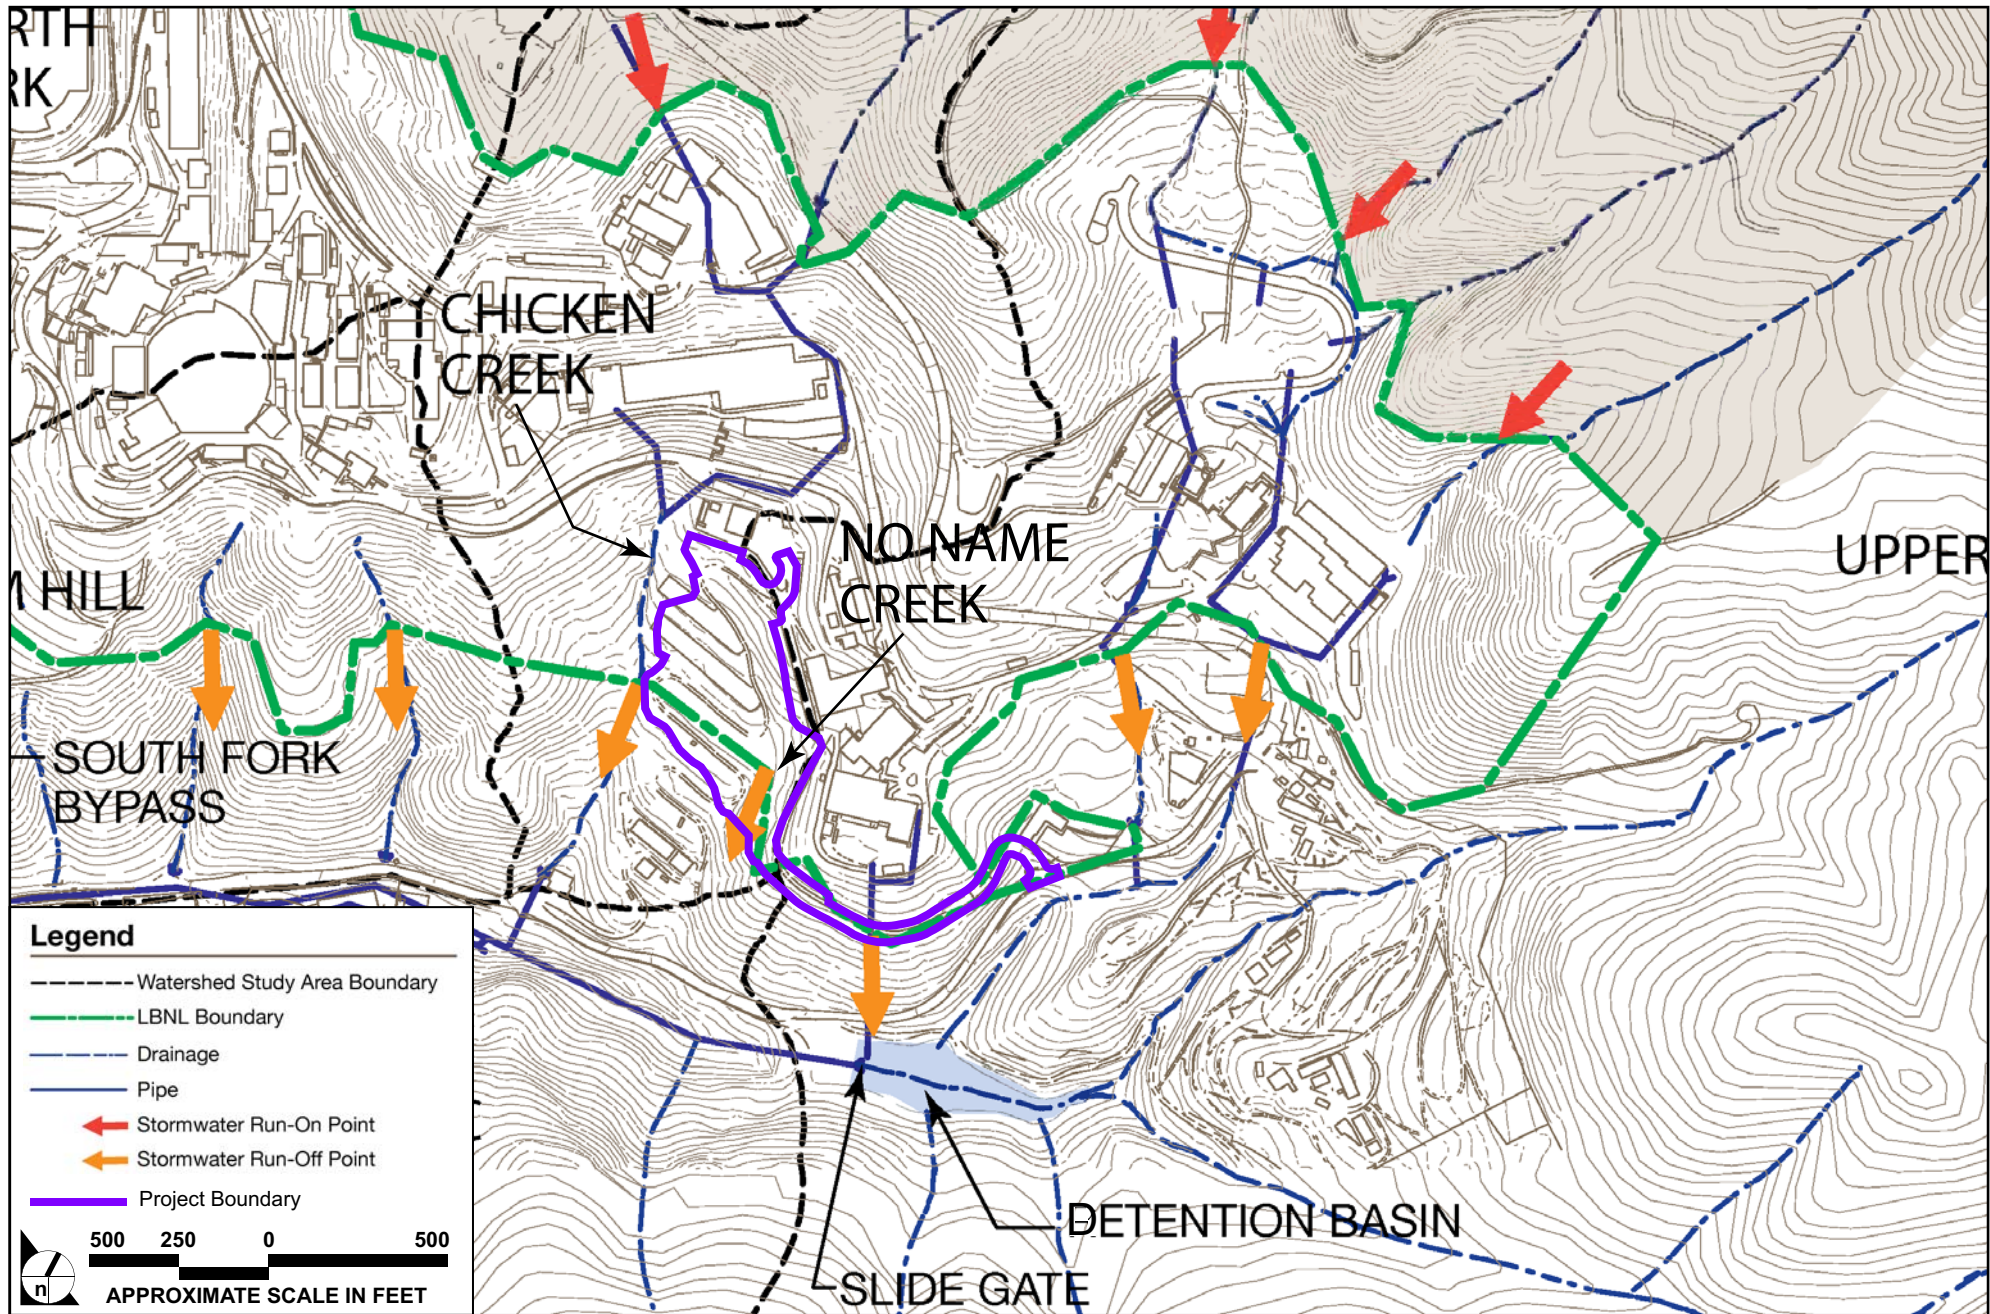 RTH
RK
CHICKEN
CREEK
NO NAME
CREEK
UPPER
M HILL
SOUTH FORK
BYPASS
Legend
Watershed Study Area Boundary
LBNL Boundary
Drainage
Pipe
Stormwater Run-On Point
Stormwater Run-Off Point
Project Boundary
500 250 0 500
n
APPROXIMATE SCALE IN FEET
DETENTION BASIN
SLIDE GATE